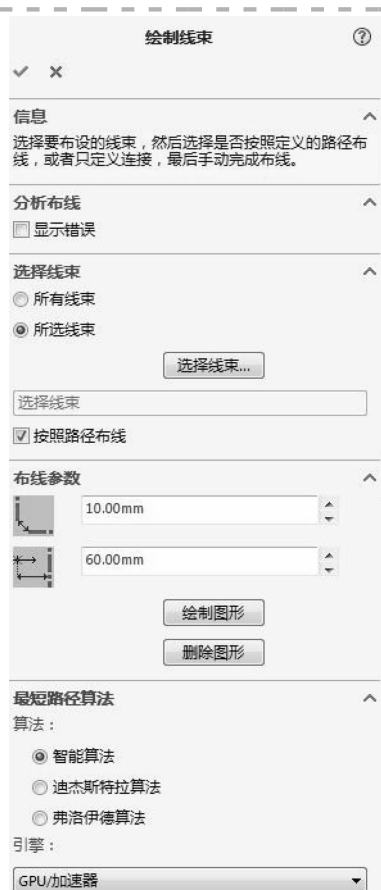 绘制线束
信息
选择要布设的线束，然后选择是否按照定义的路径布
线，或者只定义连接，最后手动完成布线。
分析布线
显示错误
选择线束
所有线束
所选线束
选择线束...
选择线束
按照路径布线
布线参数
10.00mm
60.00mm
绘制图形
删除图形
最短路径算法
算法：
智能算法
迪杰斯特拉算法
弗洛伊德算法
引擎：
GPU/加速器